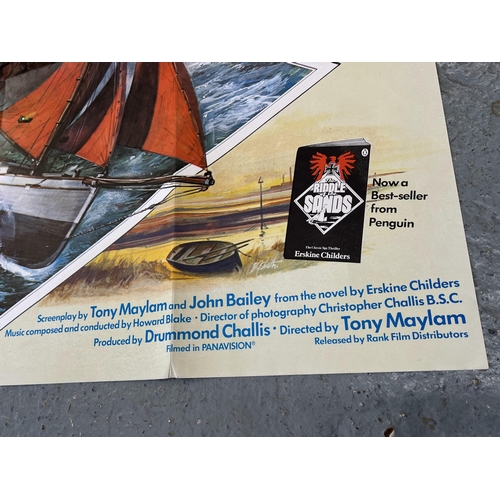 RIDDLE
OF THE
SANDS
The Classic Spy Thriller
Erskine Childers
Now a
Best-seller
from
Penguin
Screenplay by Tony Maylam and John Bailey from the novel by Erskine Childers
Music composed and conducted by Howard Blake · Director of photography Christopher Challis B.S.C.
Produced by Drummond Challis · Directed by Tony Maylam
Filmed in PANAVISION® Released by Rank Film Distributors